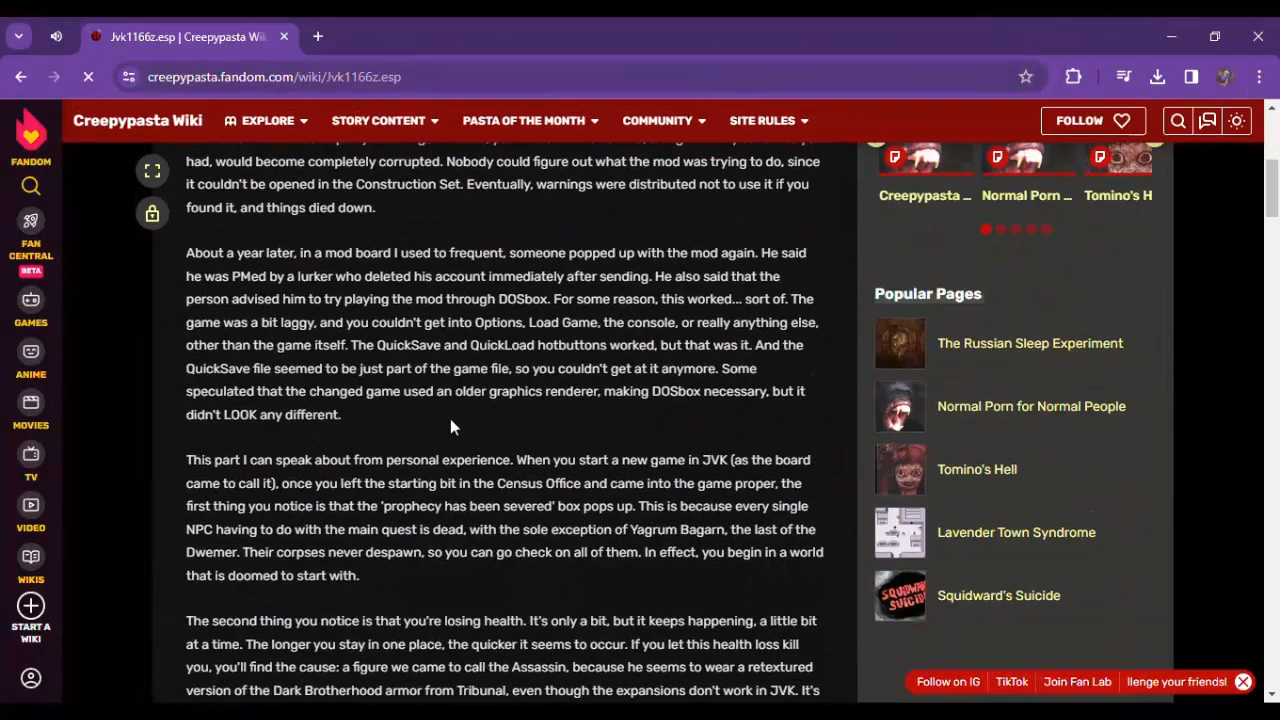 Jvk1166z.esp | Creepypasta Wi
creepypasta.fandom.com/wiki/Jvk1166z.esp
FANDOM
FAN CENTRAL
BETA
GAMES
ANIME
MOVIES
TV
VIDEO
WIKIS
START A WIKI
Creepypasta Wiki
EXPLORE
STORY CONTENT
PASTA OF THE MONTH
COMMUNITY
SITE RULES
FOLLOW
had, would become completely corrupted. Nobody could figure out what the mod was trying to do, since
it couldn't be opened in the Construction Set. Eventually, warnings were distributed not to use it if you
found it, and things died down.
About a year later, in a mod board I used to frequent, someone popped up with the mod again. He said
he was PMed by a lurker who deleted his account immediately after sending. He also said that the
person advised him to try playing the mod through DOSbox. For some reason, this worked... sort of. The
game was a bit laggy, and you couldn't get into Options, Load Game, the console, or really anything else,
other than the game itself. The QuickSave and QuickLoad hotbuttons worked, but that was it. And the
QuickSave file seemed to be just part of the game file, so you couldn't get at it anymore. Some
speculated that the changed game used an older graphics renderer, making DOSbox necessary, but it
didn't LOOK any different.
This part I can speak about from personal experience. When you start a new game in JVK (as the board
came to call it), once you left the starting bit in the Census Office and came into the game proper, the
first thing you notice is that the 'prophecy has been severed' box pops up. This is because every single
NPC having to do with the main quest is dead, with the sole exception of Yagrum Bagarn, the last of the
Dwemer. Their corpses never despawn, so you can go check on all of them. In effect, you begin in a world
that is doomed to start with.
The second thing you notice is that you're losing health. It's only a bit, but it keeps happening, a little bit
at a time. The longer you stay in one place, the quicker it seems to occur. If you let this health loss kill
you, you'll find the cause: a figure we came to call the Assassin, because he seems to wear a retextured
version of the Dark Brotherhood armor from Tribunal, even though the expansions don't work in JVK. It's
Creepypasta ...
Normal Porn ...
Tomino's H
Popular Pages
The Russian Sleep Experiment
Normal Porn for Normal People
Tomino's Hell
Lavender Town Syndrome
SQUIDWARD'S SUICIDE
Squidward's Suicide
Follow on IG
TikTok
Join Fan Lab
llenge your friends!